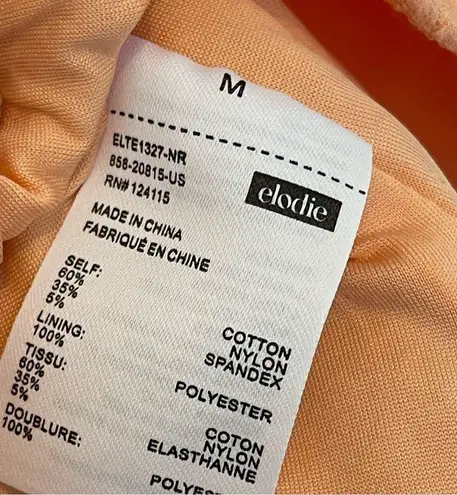 M
ELTE1327-NR
858-20815-US
RN# 124115
elodie
MADE IN CHINA
FABRIQUÉ EN CHINE
SELF:
60% COTTON
35% NYLON
5% SPANDEX
LINING:
100% POLYESTER
TISSU:
60% COTON
35% NYLON
5% ELASTHANNE
DOUBLURE:
100% POLYESTER